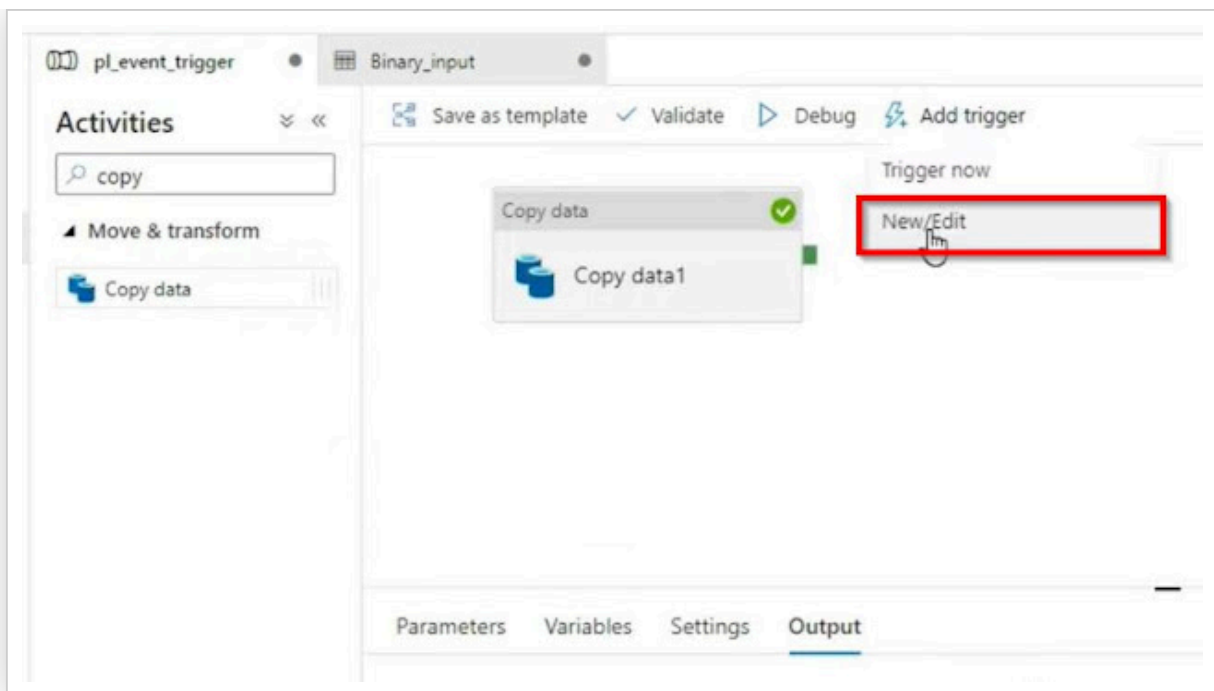 pl_event_trigger
Binary_input
Activities
Save as template
Validate
Debug
Add trigger
copy
Trigger now
Move & transform
Copy data
New/Edit
Copy data
Copy data1
Parameters
Variables
Settings
Output